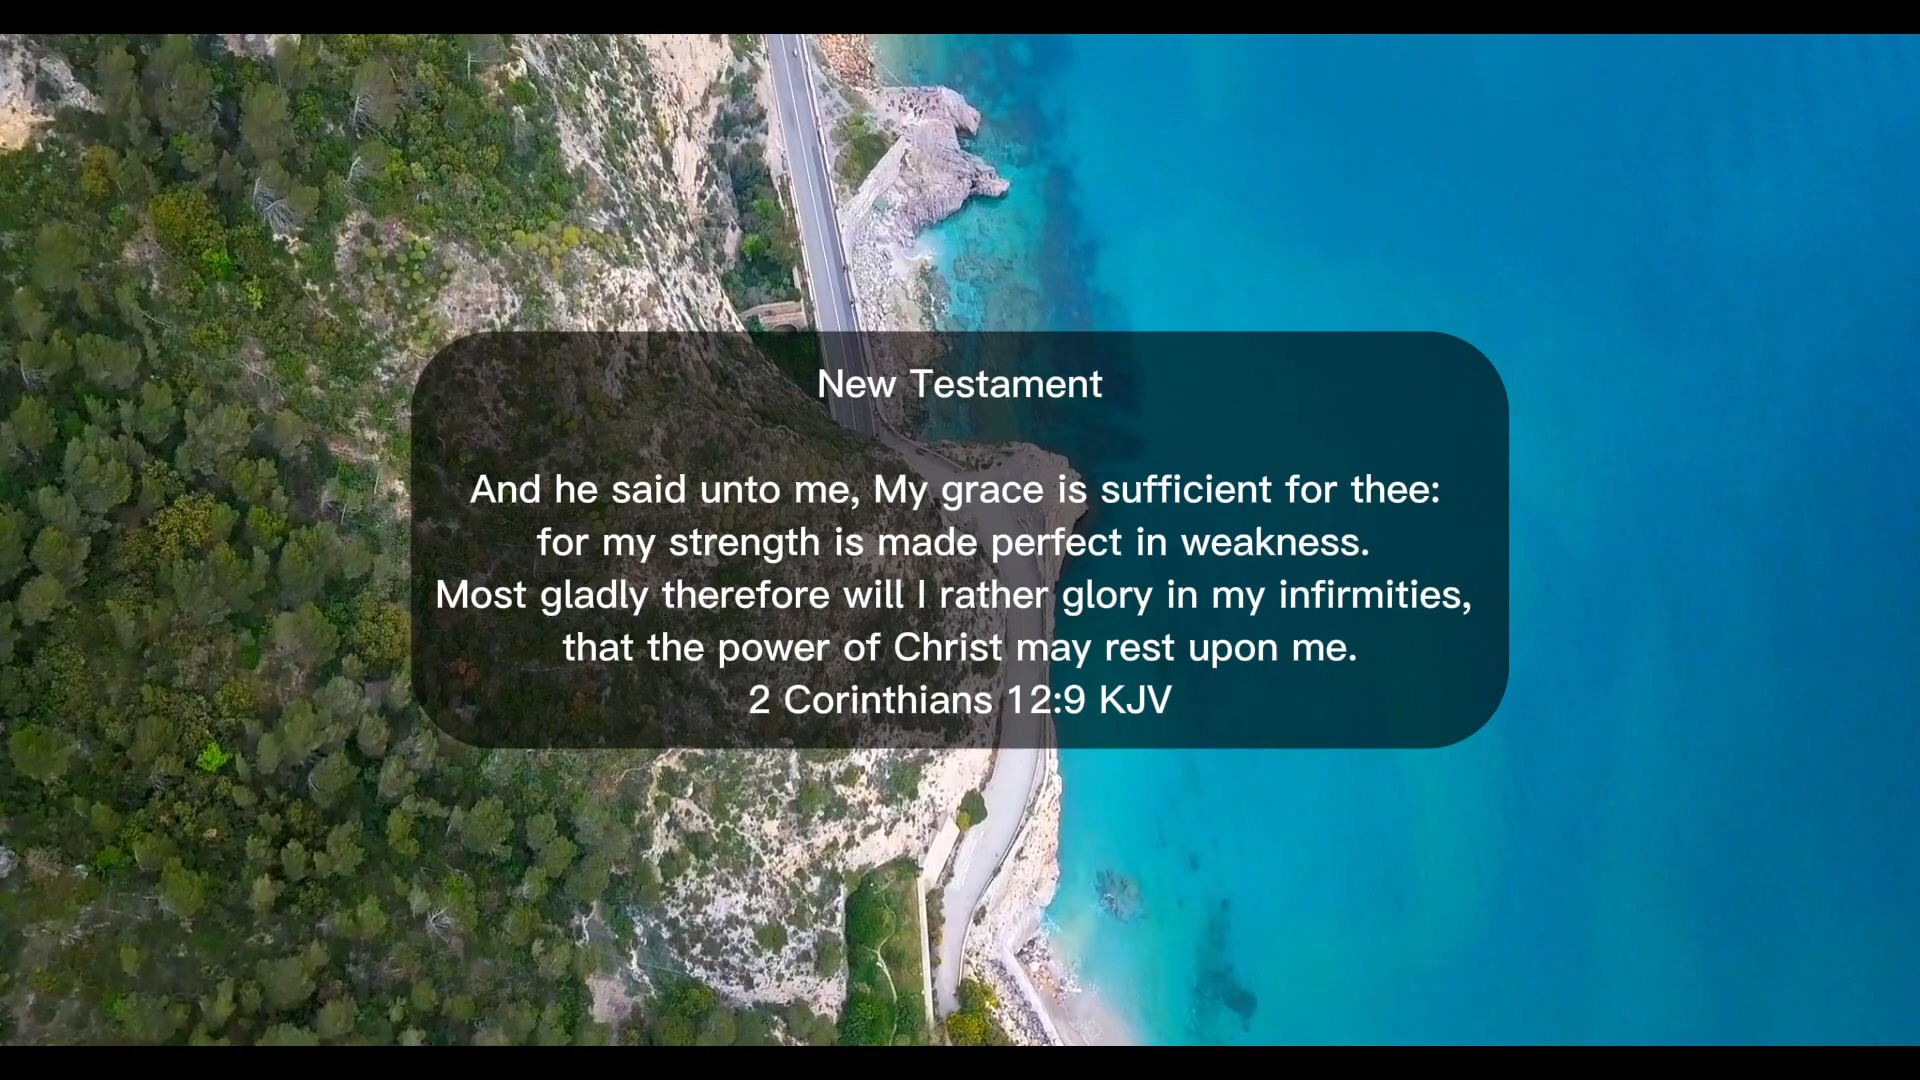 New Testament
And he said unto me, My grace is sufficient for thee:
for my strength is made perfect in weakness.
Most gladly therefore will I rather glory in my infirmities,
that the power of Christ may rest upon me.
2 Corinthians 12:9 KJV